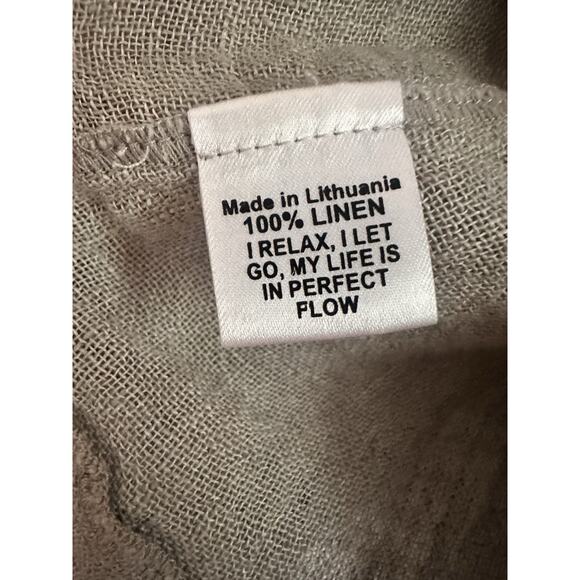 Made in Lithuania
100% LINEN
I RELAX, I LET
GO, MY LIFE IS
IN PERFECT
FLOW